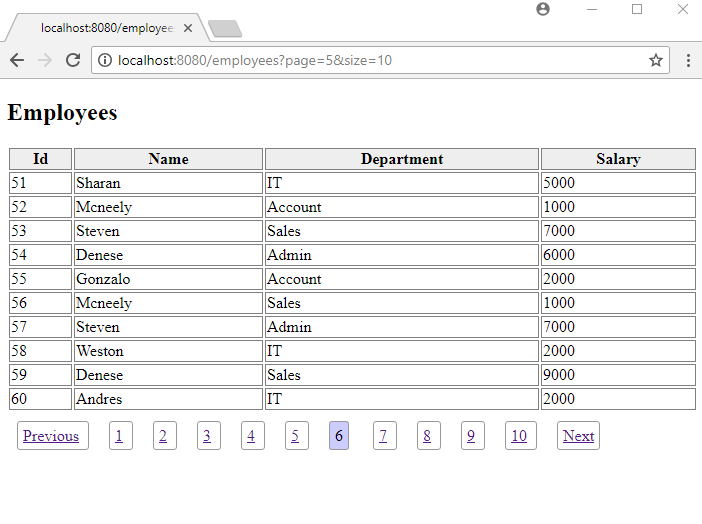 localhost:8080/employee
localhost:8080/employees?page=5&size=10
Employees
Id Name Department Salary
51 Sharan IT 5000
52 Mcneely Account 1000
53 Steven Sales 7000
54 Denese Admin 6000
55 Gonzalo Account 2000
56 Mcneely Sales 1000
57 Steven Admin 7000
58 Weston IT 2000
59 Denese Sales 9000
60 Andres IT 2000
Previous 1 2 3 4 5 6 7 8 9 10 Next